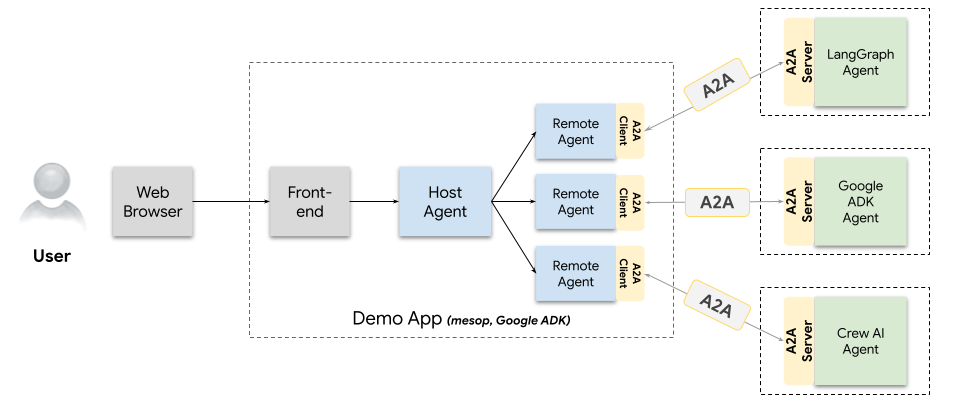 User
Web
Browser
Front-
end
Host
Agent
Remote
Agent
A2A
Client
Remote
Agent
A2A
Client
Remote
Agent
A2A
Client
Demo App (mesop, Google ADK)
A2A
A2A
A2A
A2A
Server
LangGraph
Agent
A2A
Server
Google
ADK
Agent
A2A
Server
Crew AI
Agent